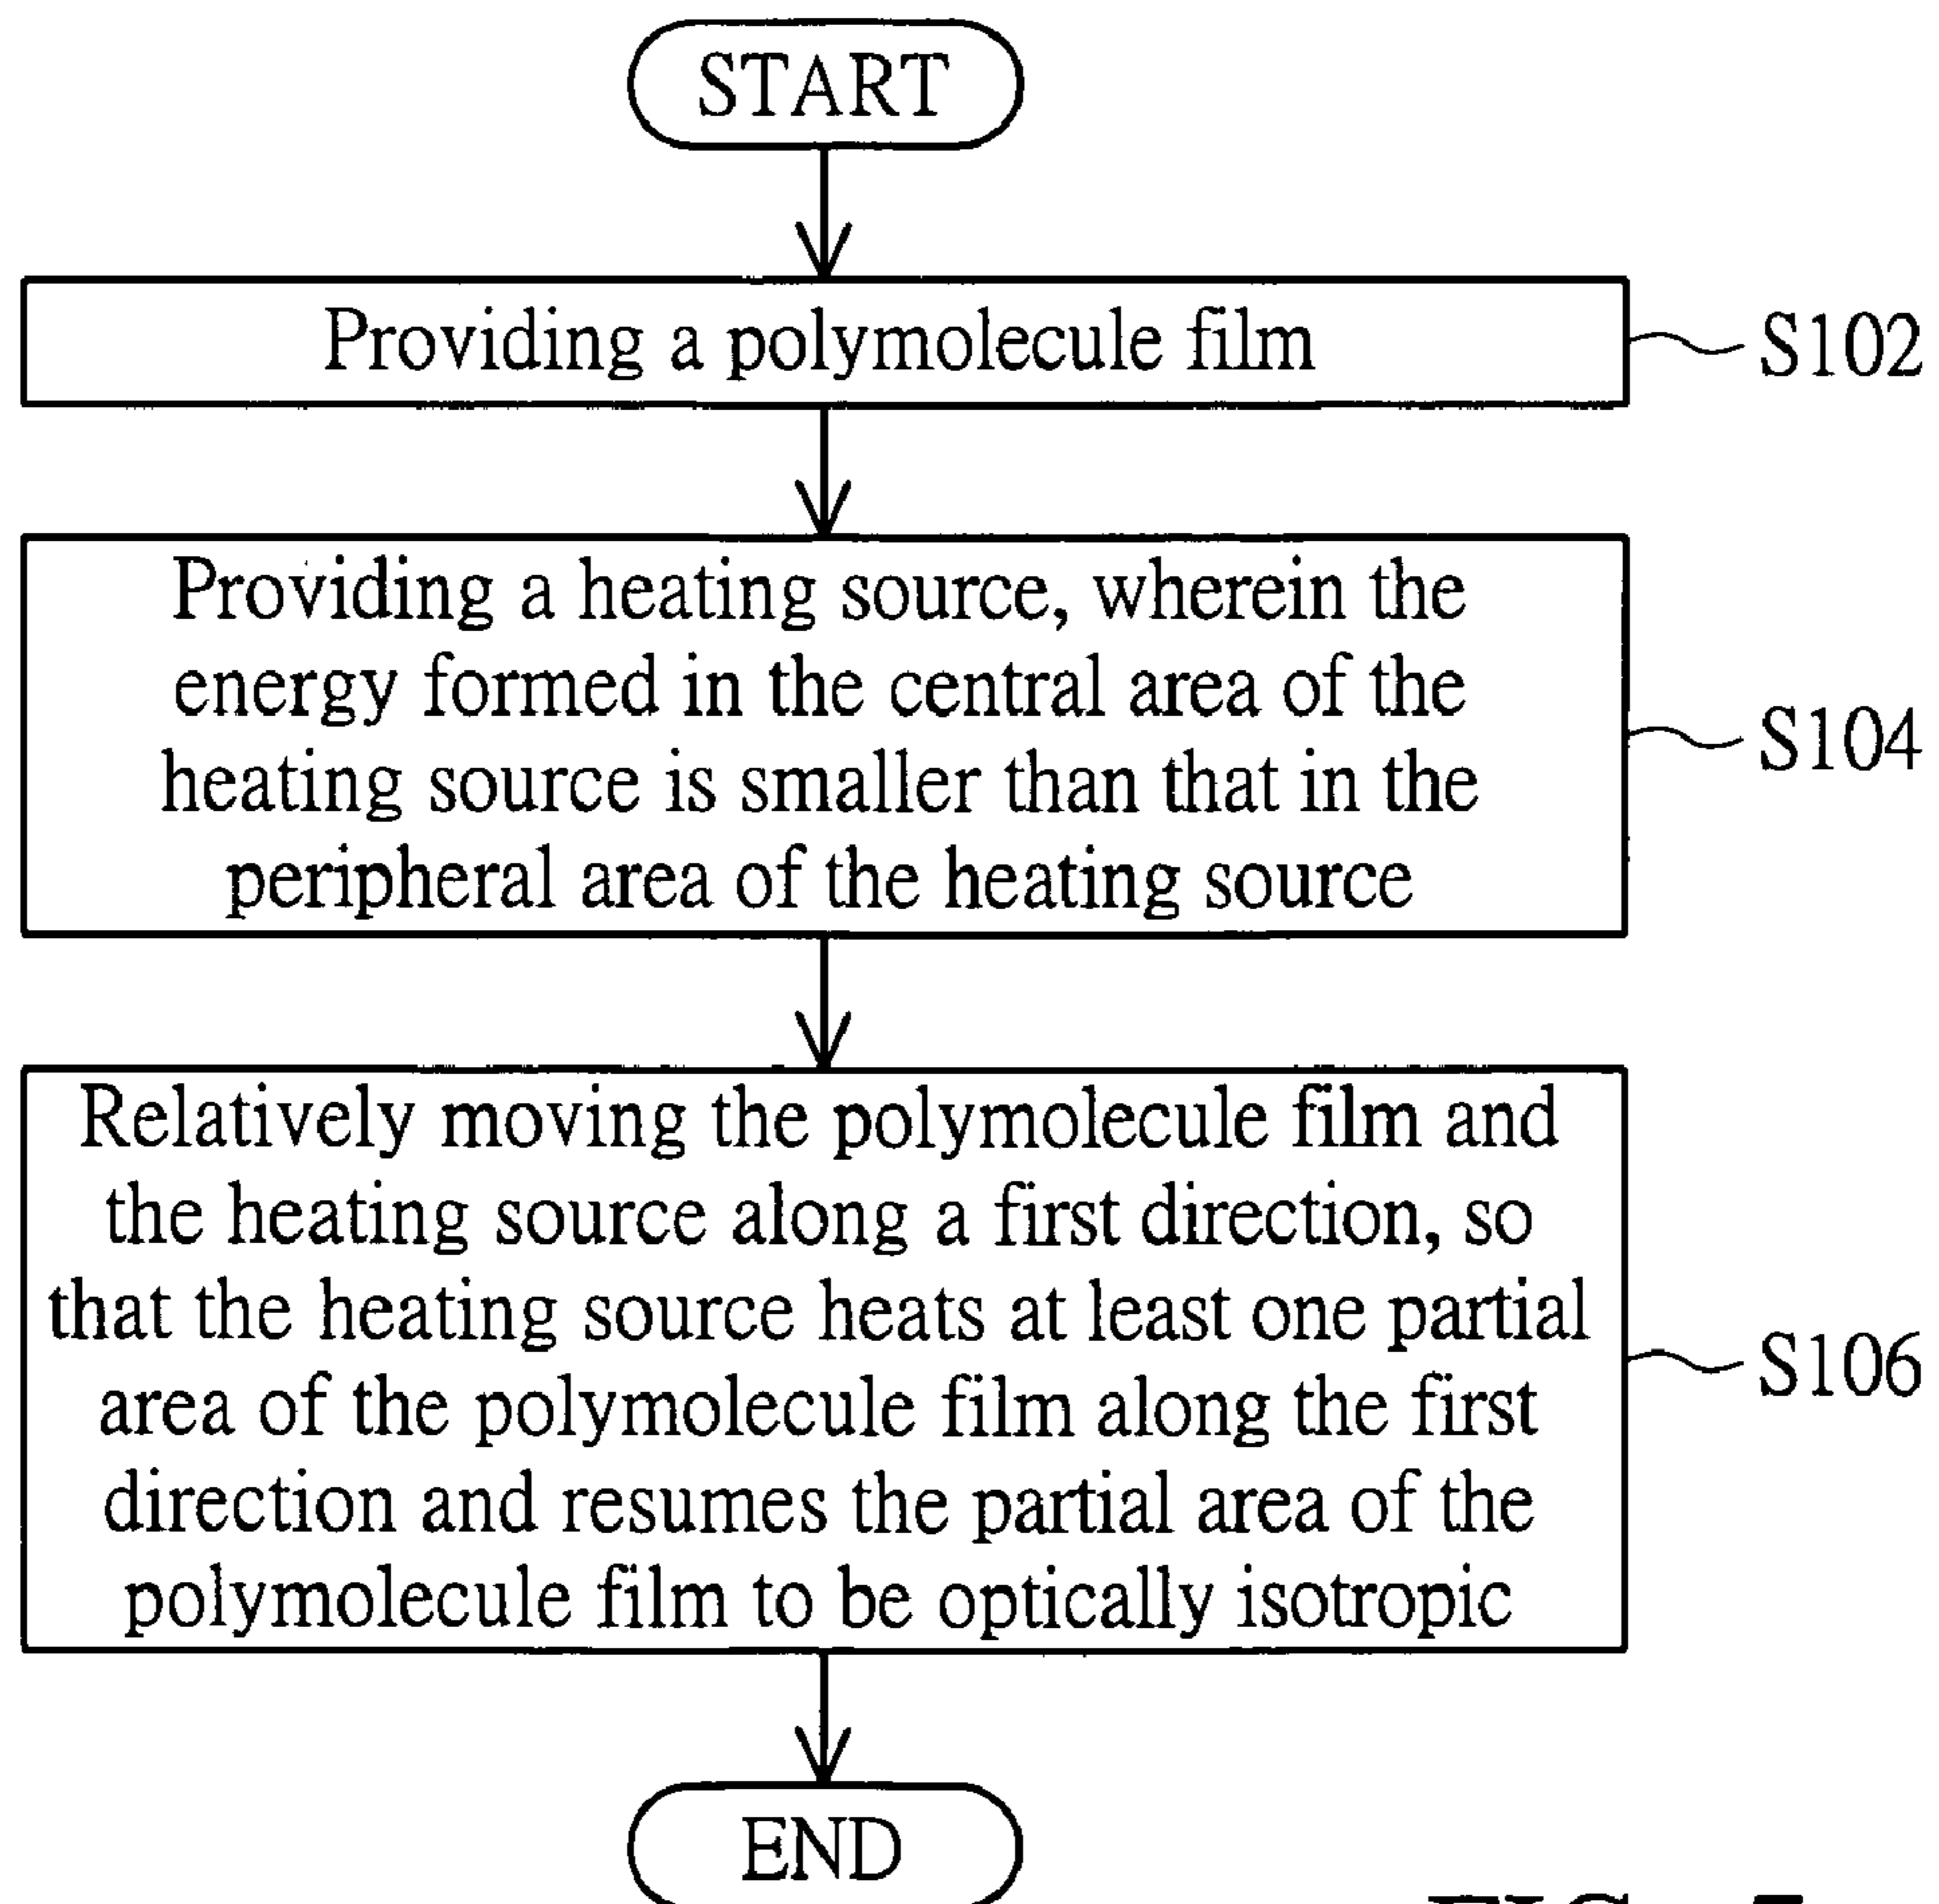 START
Providing a polymolecule film
S102
Providing a heating source, wherein the
energy formed in the central area of the
heating source is smaller than that in the
peripheral area of the heating source
S104
Relatively moving the polymolecule film and
the heating source along a first direction, so
that the heating source heats at least one partial
area of the polymolecule film along the first
direction and resumes the partial area of the
polymolecule film to be optically isotropic
S106
END